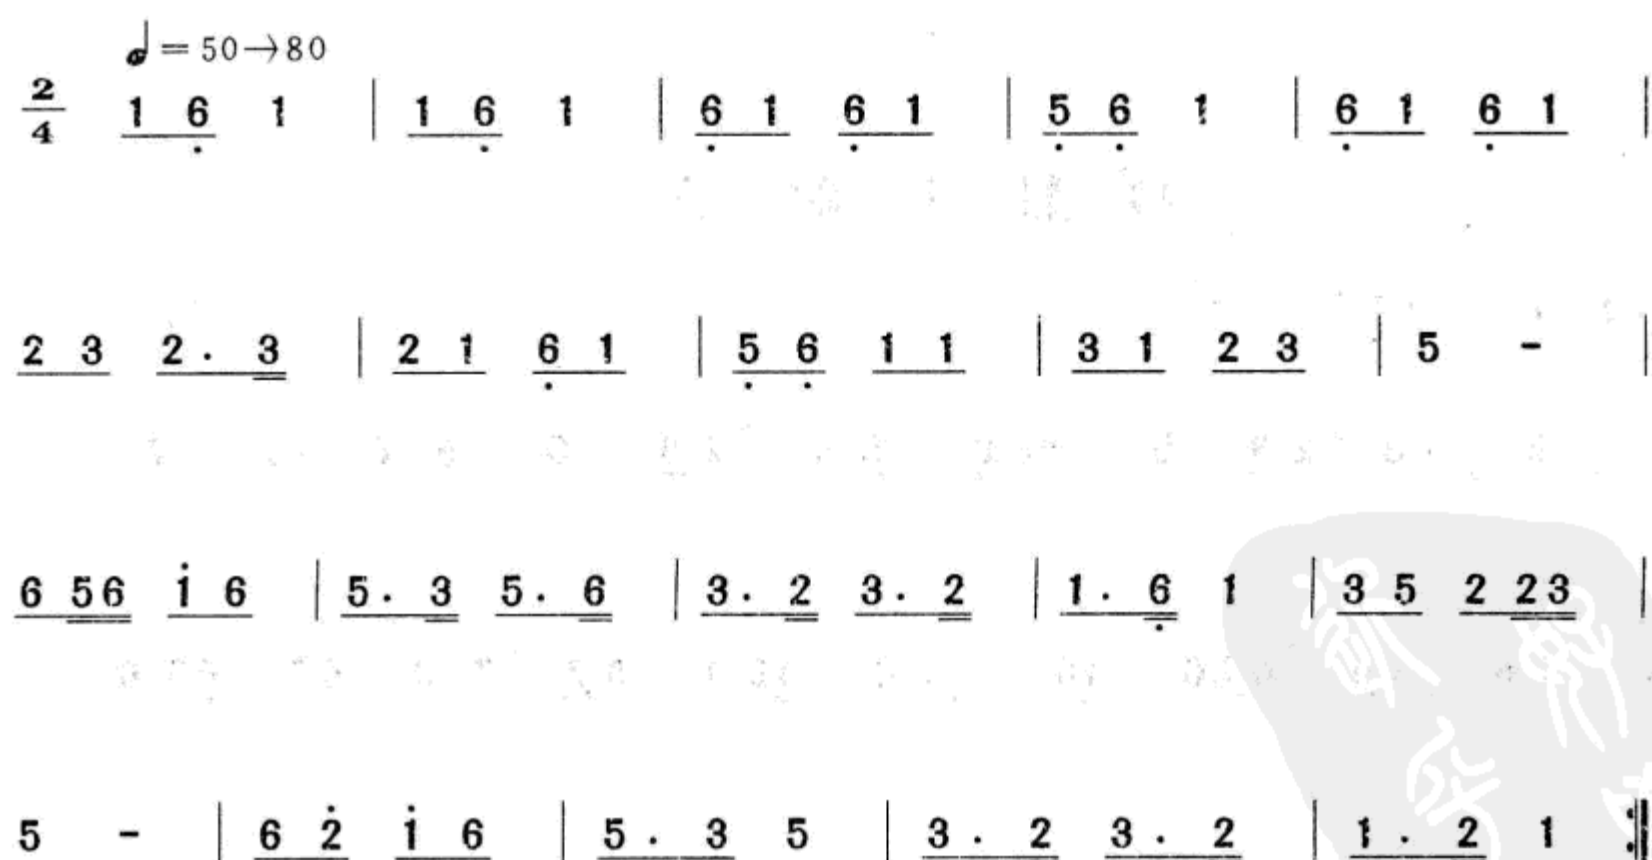 ♩= 50→80
2/4 1 6̣ 1 | 1 6̣ 1 | 6̣ 1 6̣ 1 | 5̣ 6̣ 1 | 6̣ 1 6̣ 1 |
2 3 2 · 3 | 2 1 6̣ 1 | 5̣ 6̣ 1 1 | 3 1 2 3 | 5 - |
6 56 1̇ 6 | 5 · 3 5 · 6 | 3 · 2 3 · 2 | 1 · 6̣ 1 | 3 5 2 23 |
5 - | 6 2̇ 1̇ 6 | 5 · 3 5 | 3 · 2 3 · 2 | 1 · 2 1 :‖